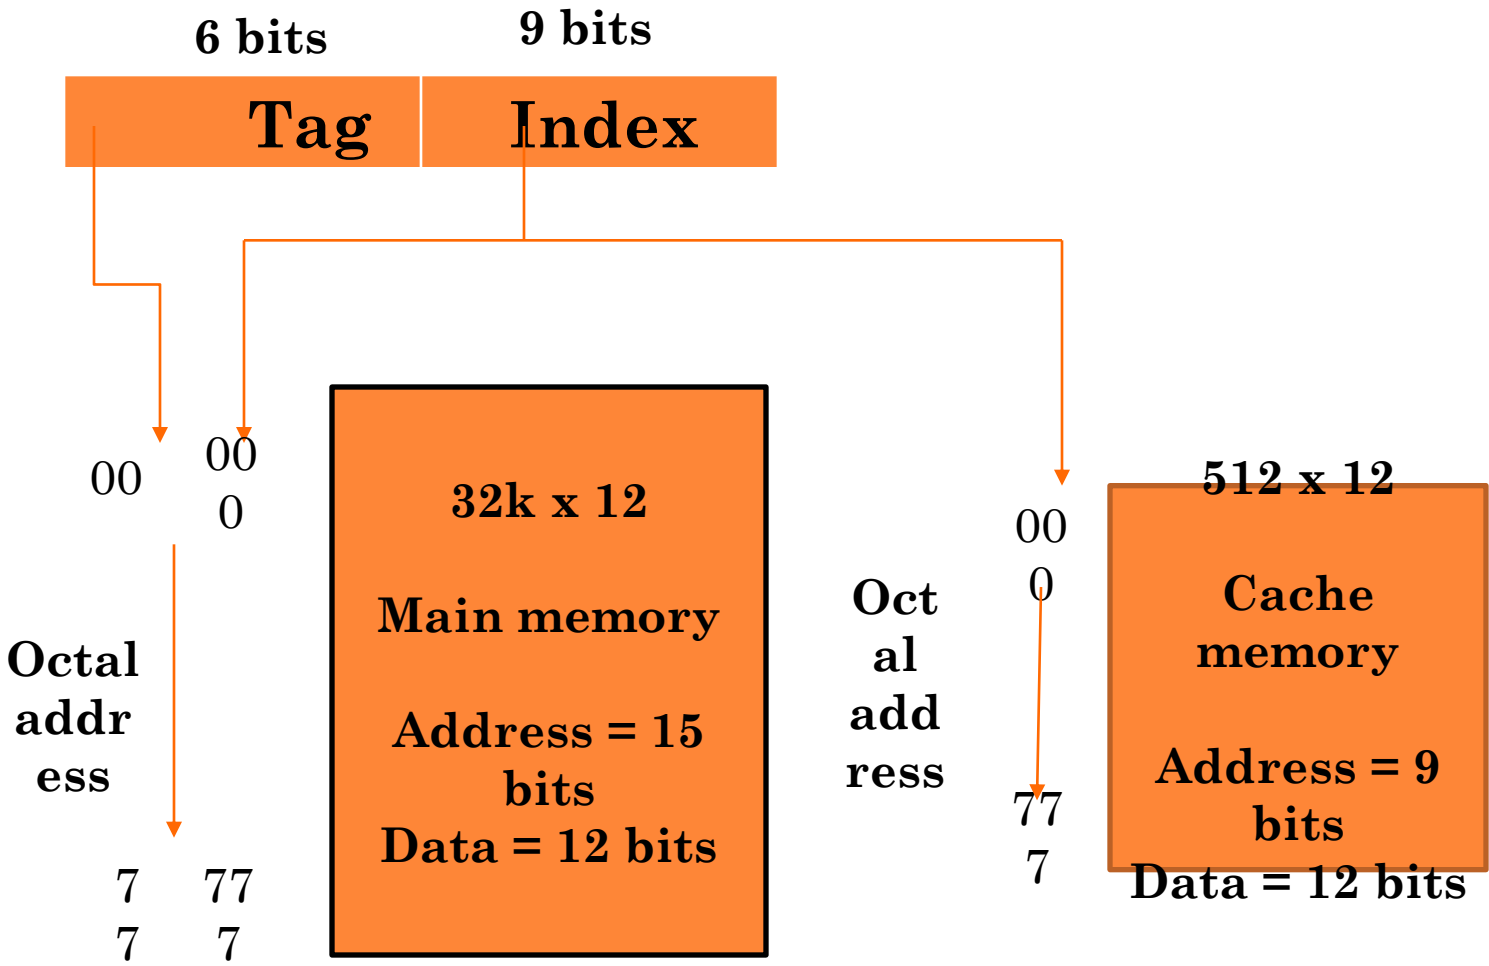 6 bits
9 bits
Tag
Index
00
00
0
32k x 12
Main memory
Address = 15
bits
Data = 12 bits
Octal
addr
ess
7
7
77
7
00
0
Oct
al
add
ress
77
7
512 x 12
Cache
memory
Address = 9
bits
Data = 12 bits